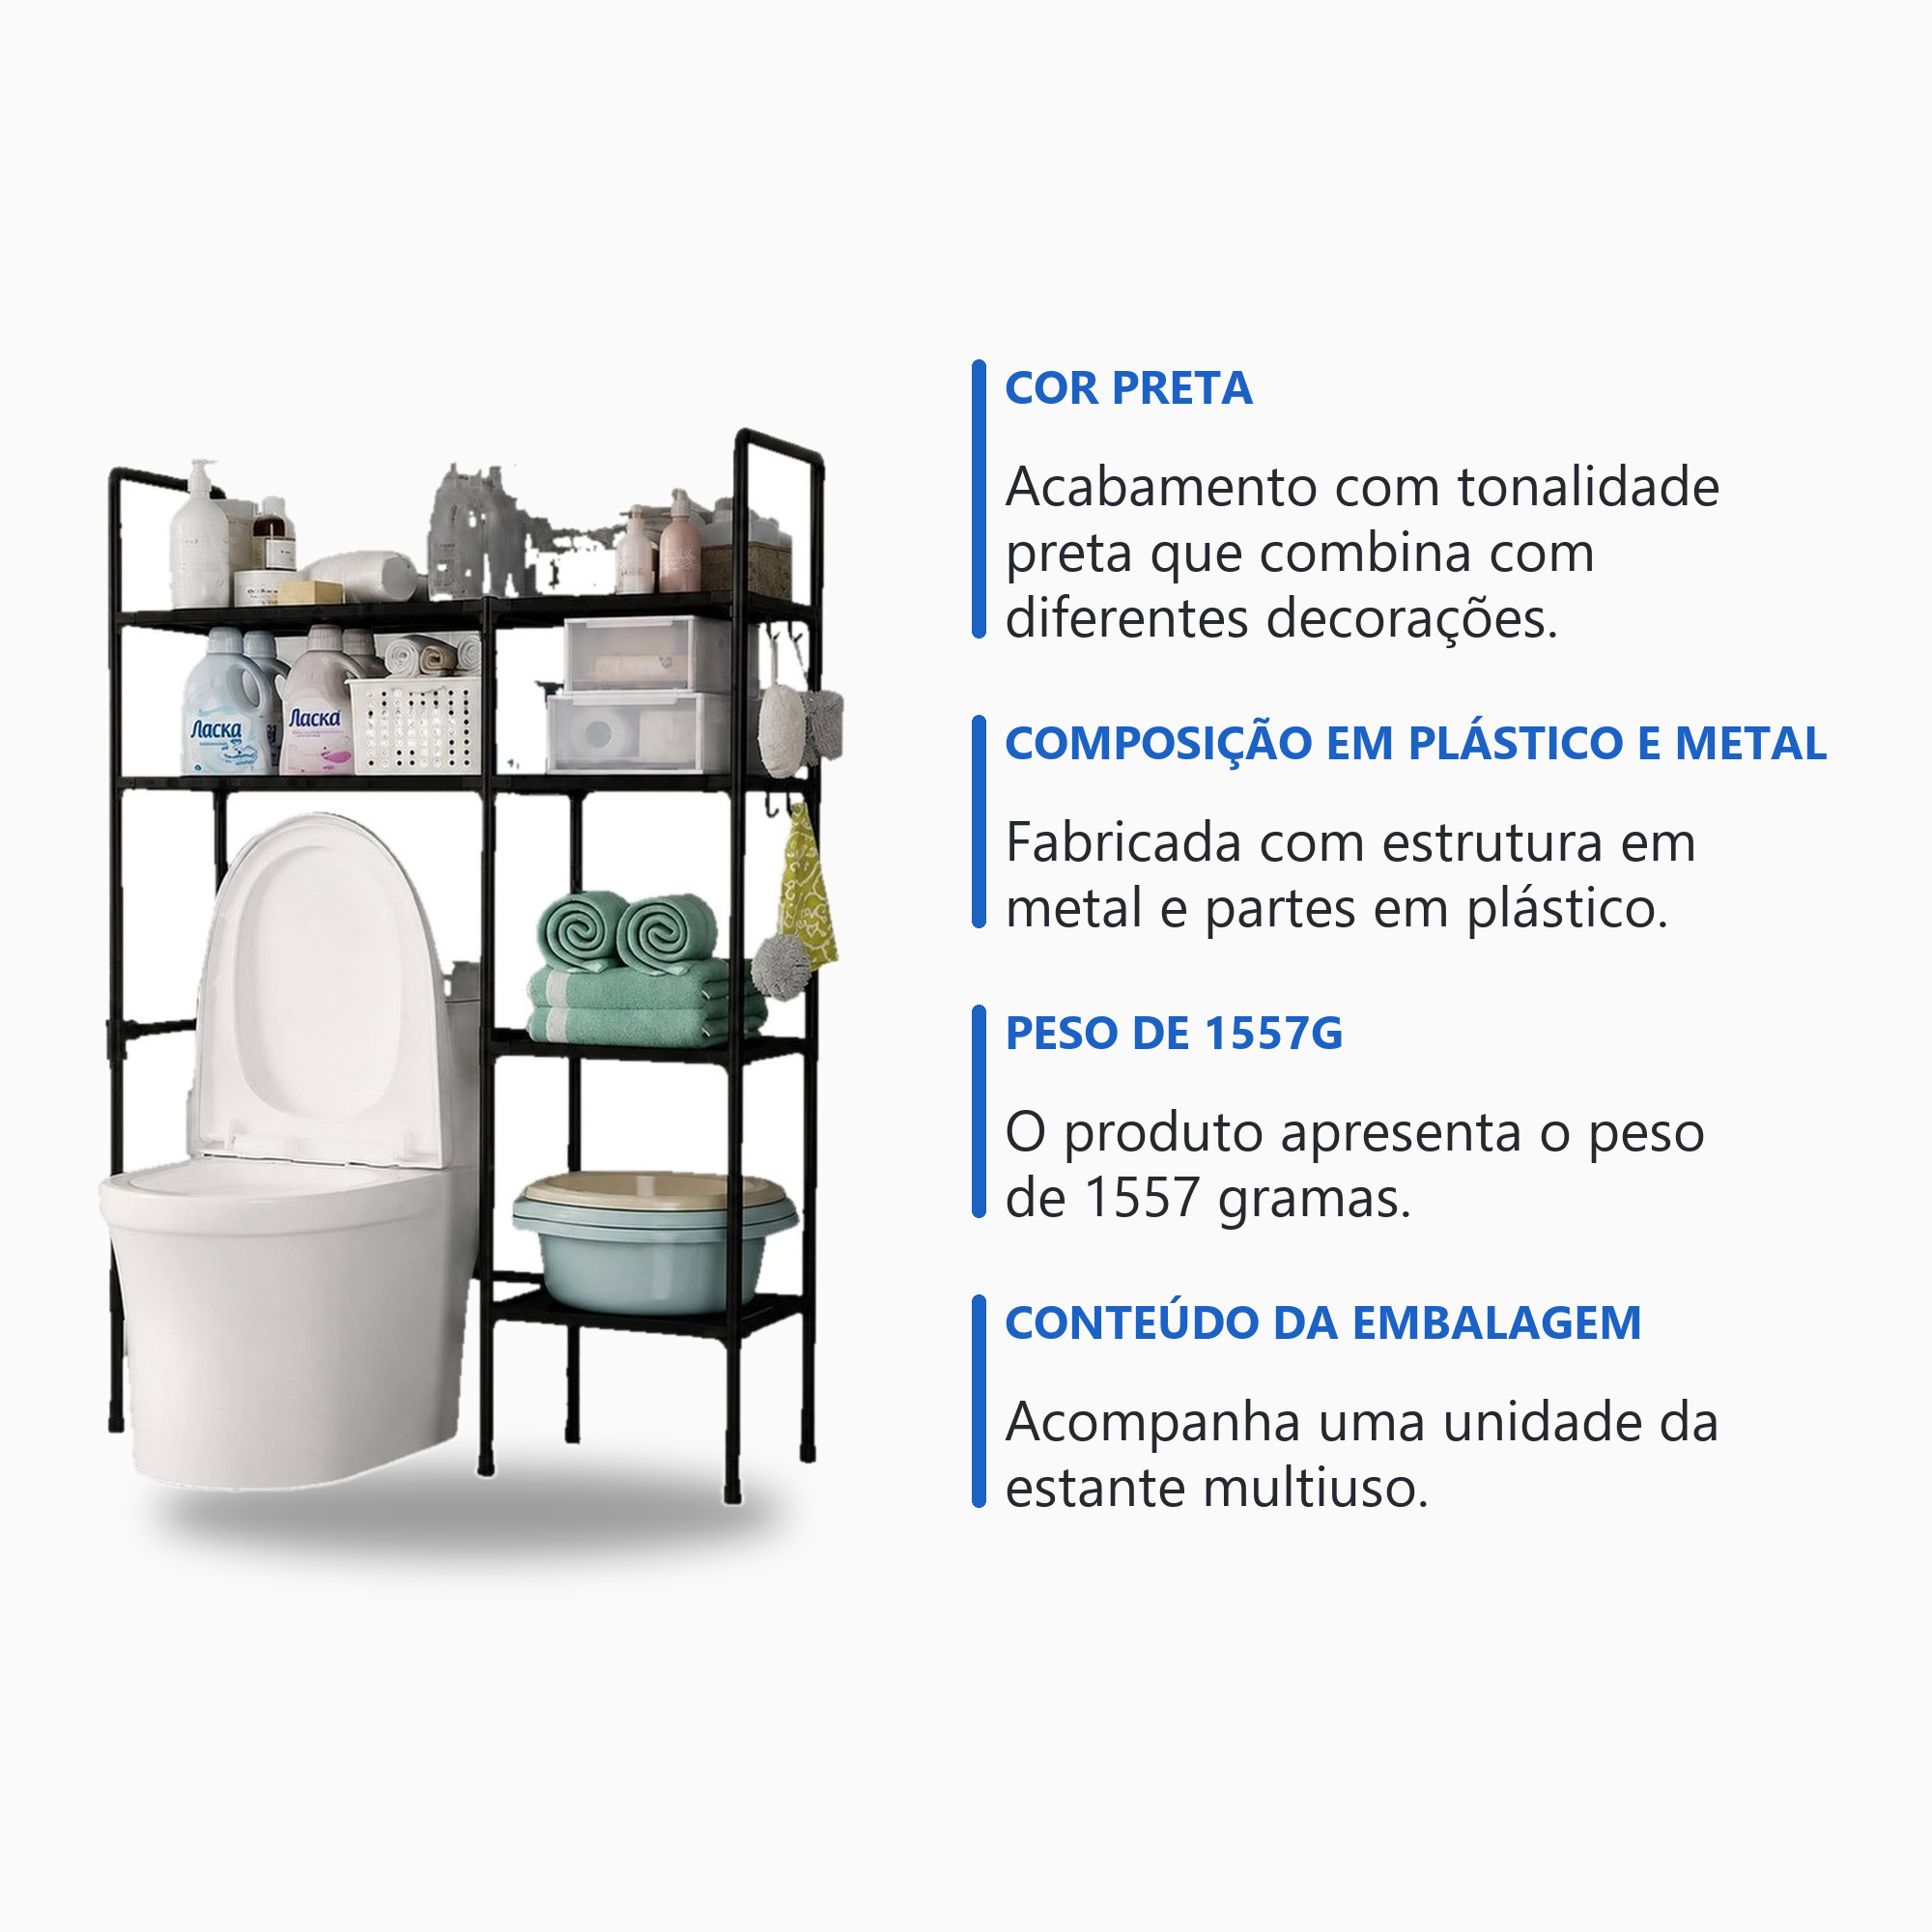 COR PRETA
Acabamento com tonalidade
preta que combina com
diferentes decorações.
COMPOSIÇÃO EM PLÁSTICO E METAL
Fabricada com estrutura em
metal e partes em plástico.
PESO DE 1557G
O produto apresenta o peso
de 1557 gramas.
CONTEÚDO DA EMBALAGEM
Acompanha uma unidade da
estante multiuso.
Ласка
Ласка